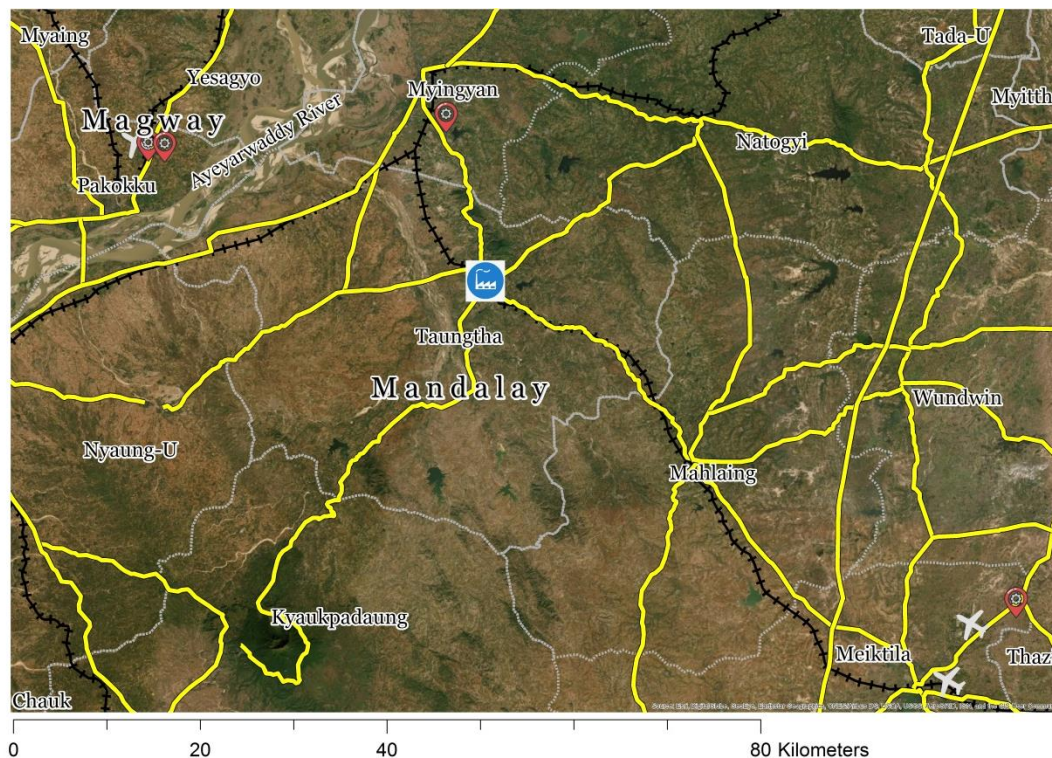 Myaing
Tada-U
Yesagyo
Myingyan
Myitth
Magway
Ayeyarwaddy River
Natogyi
Pakokku
Taungtha
Mandalay
Wundwin
Nyaung-U
Mahlaing
Kyaukpadaung
Meiktila
Thaz
Chauk
0 20 40 80 Kilometers